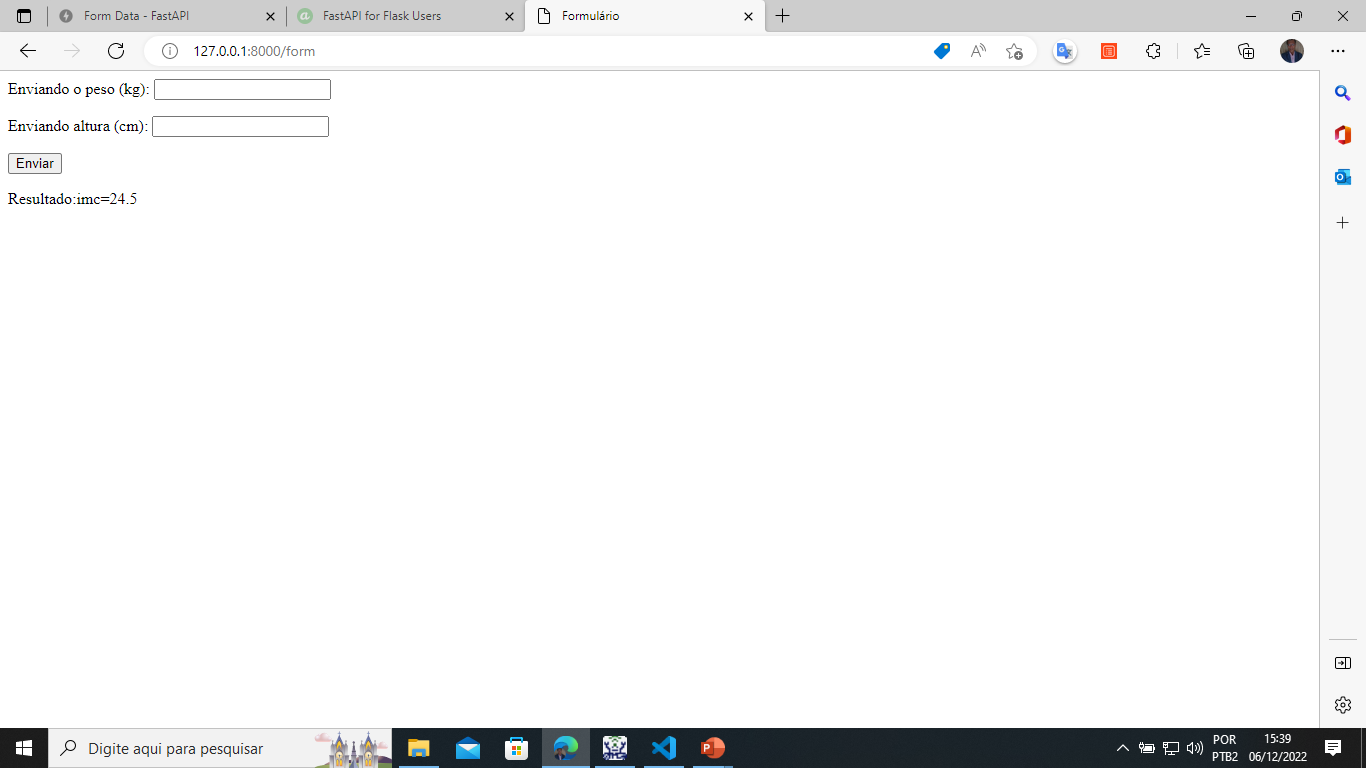 Form Data - FastAPI
FastAPI for Flask Users
Formulário
127.0.0.1:8000/form
Enviando o peso (kg):
Enviando altura (cm):
Enviar
Resultado:imc=24.5
Digite aqui para pesquisar
POR
PTB2
15:39
06/12/2022